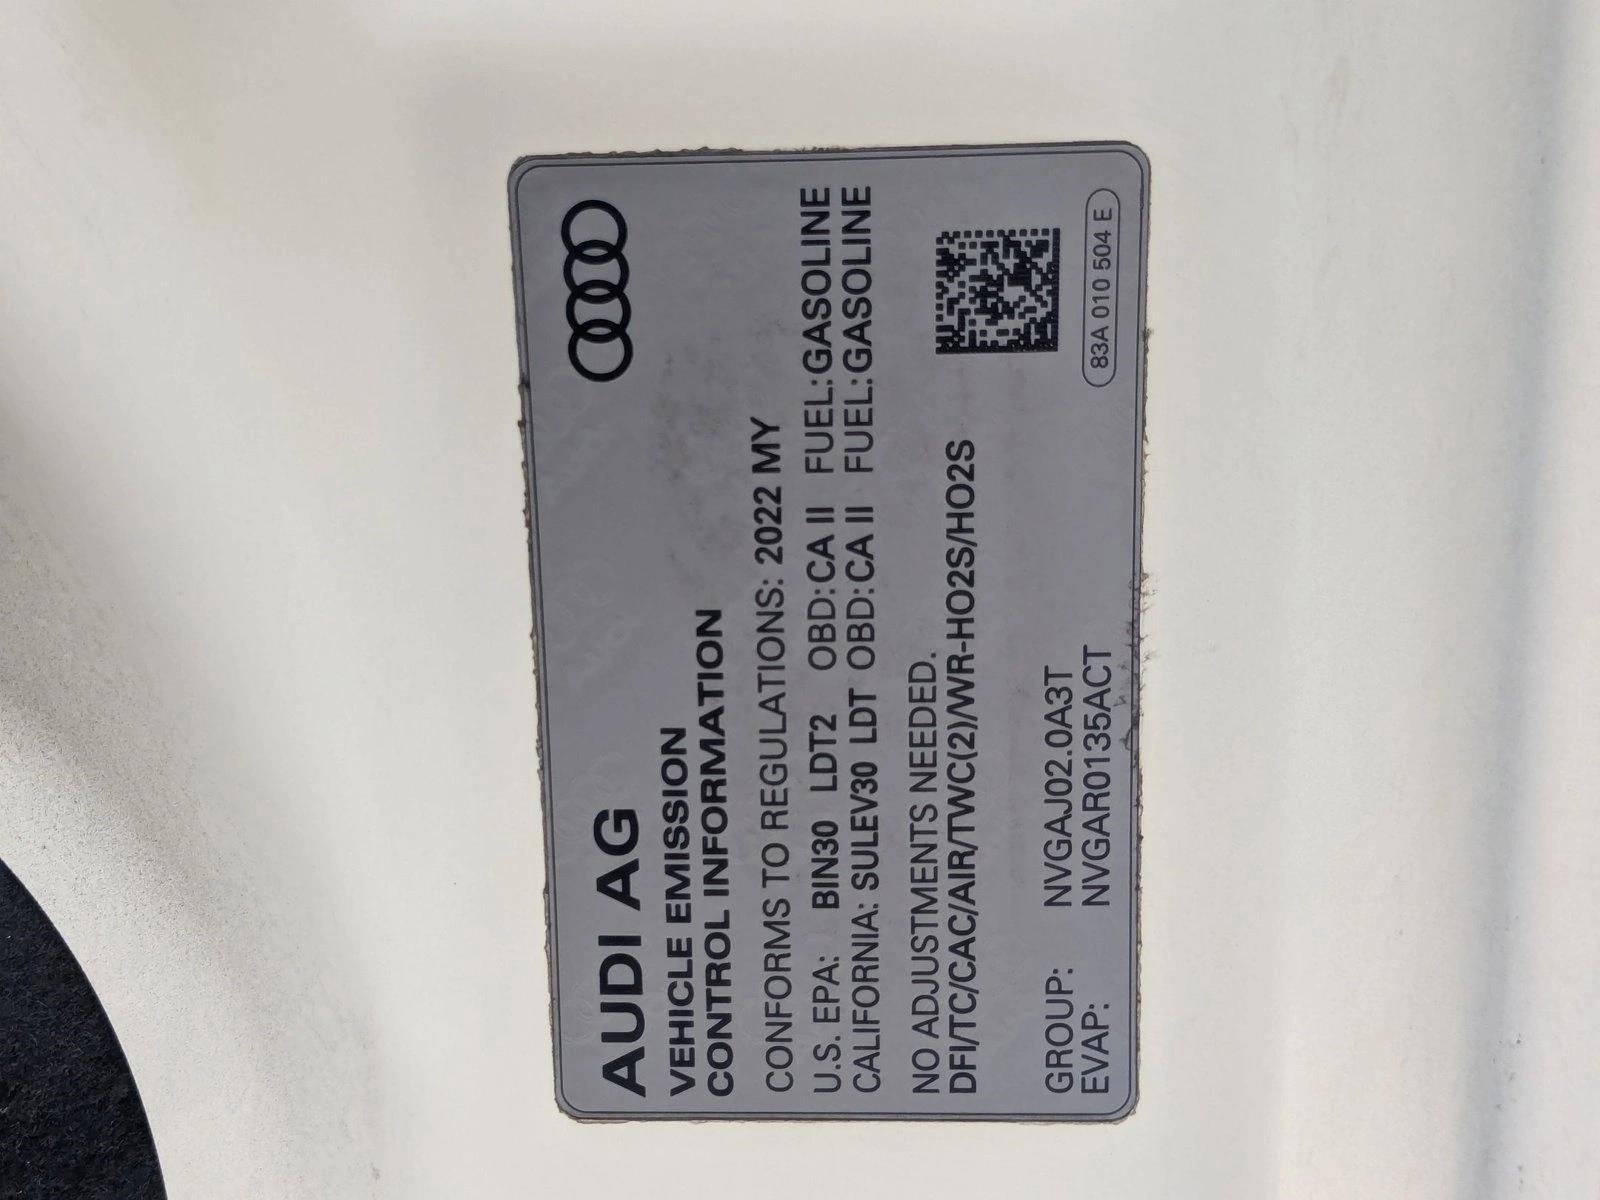 AUDI AG
VEHICLE EMISSION
CONTROL INFORMATION
CONFORMS TO REGULATIONS: 2022 MY
U.S. EPA: BIN30 LDT2 OBD:CA II FUEL:GASOLINE
CALIFORNIA: SULEV30 LDT OBD:CA II FUEL:GASOLINE
NO ADJUSTMENTS NEEDED.
DFI/TC/CAC/AIR/TWC(2)/WR-HO2S/HO2S
GROUP: NVGAJ02.0A3T
EVAP: NVGAR0135ACT
83A 010 504 E